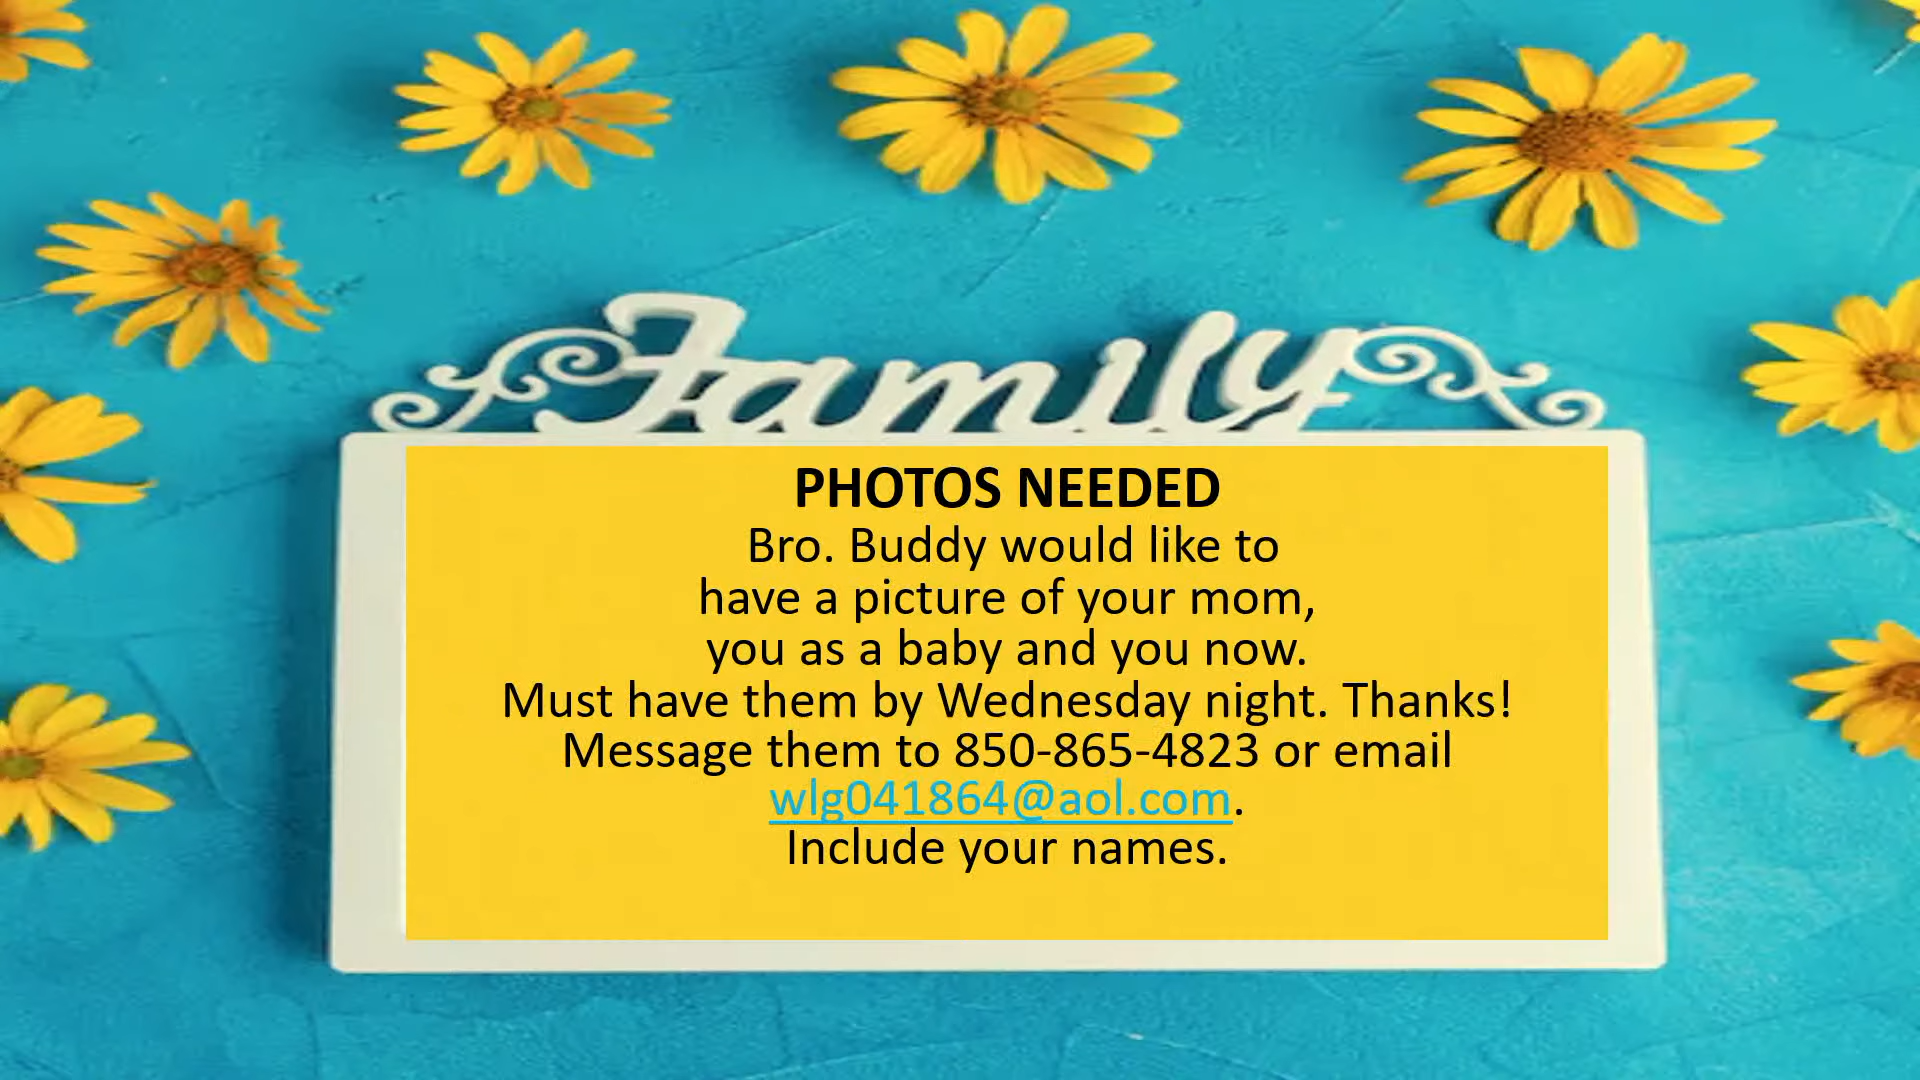 Family
PHOTOS NEEDED
Bro. Buddy would like to
have a picture of your mom,
you as a baby and you now.
Must have them by Wednesday night. Thanks!
Message them to 850-865-4823 or email
wlg041864@aol.com.
Include your names.